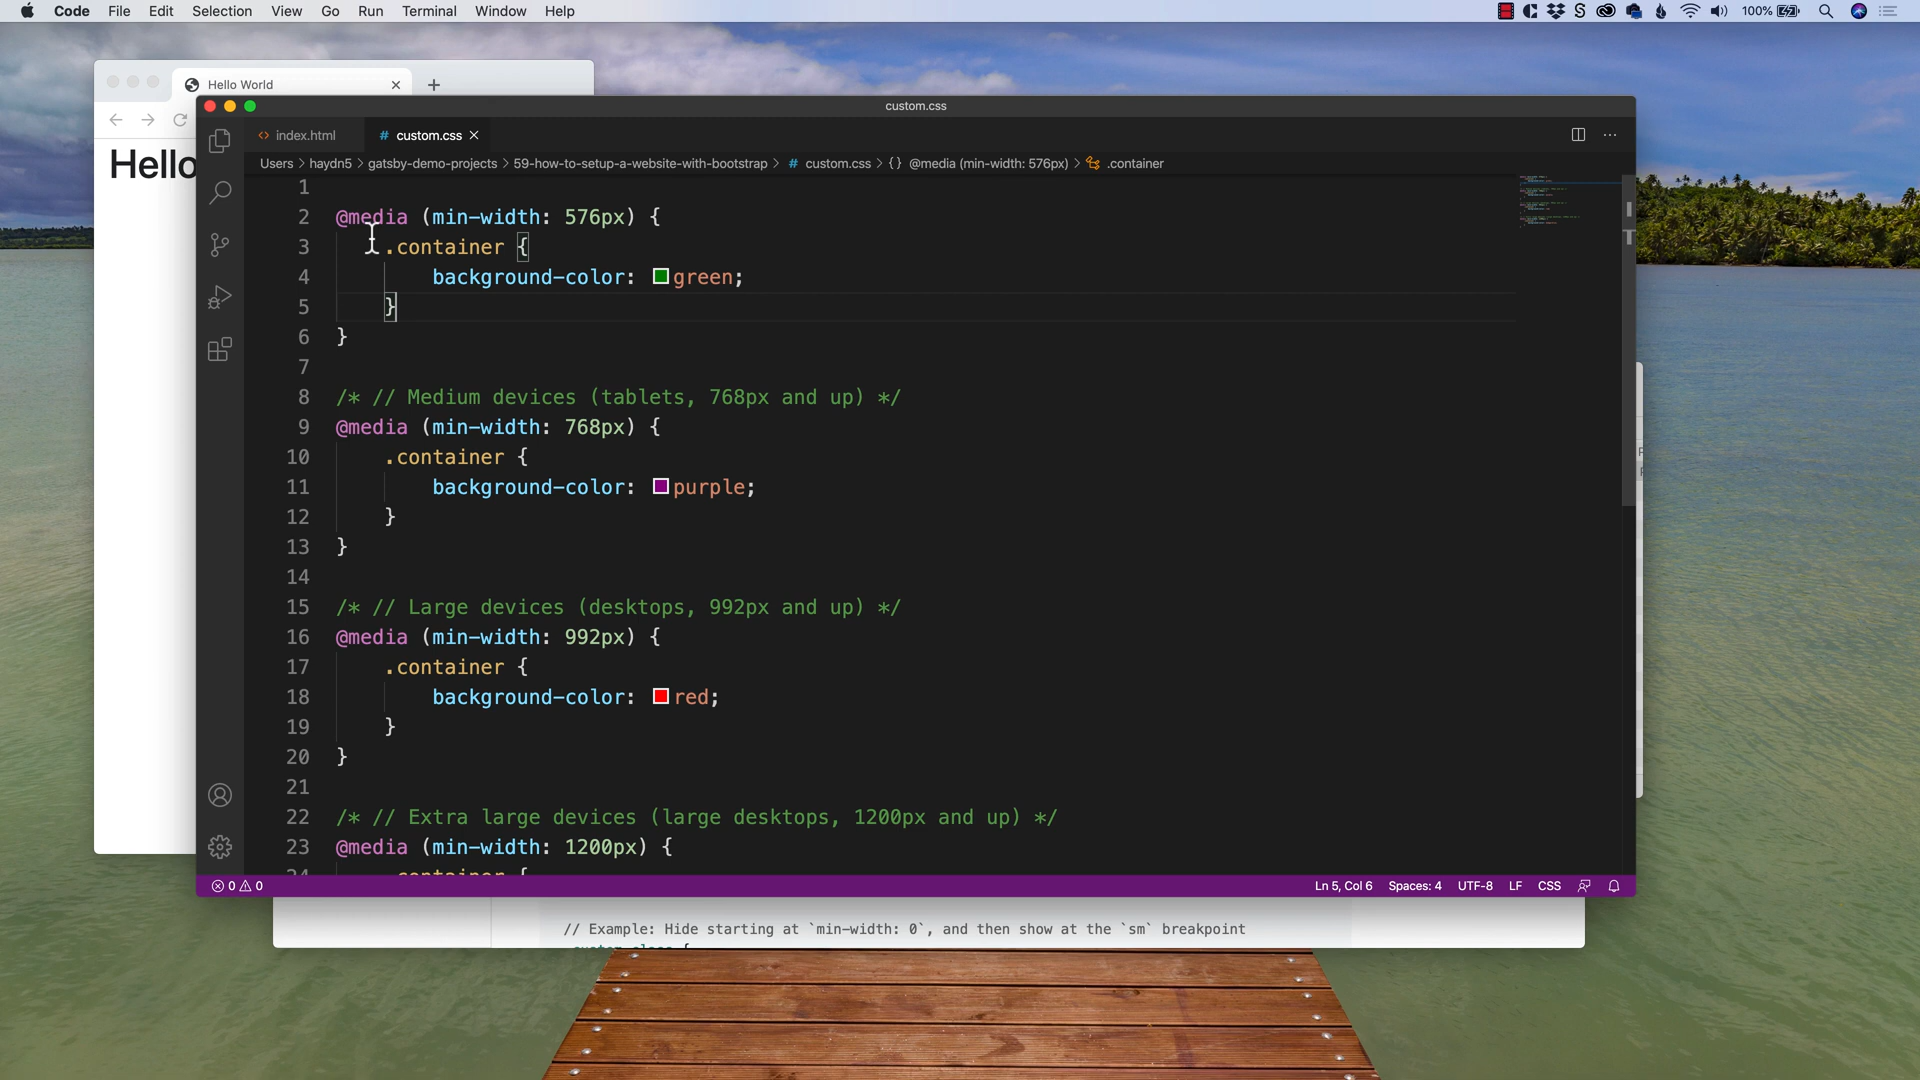 Code File Edit Selection View Go Run Terminal Window Help
100%
Hello World
custom.css
index.html
custom.css
Users > haydn5 > gatsby-demo-projects > 59-how-to-setup-a-website-with-bootstrap > # custom.css > {} @media (min-width: 576px) > .container
Hello
1
2 @media (min-width: 576px) {
3 .container {
4 background-color: green;
5 }
6 }
7
8 /* // Medium devices (tablets, 768px and up) */
9 @media (min-width: 768px) {
10 .container {
11 background-color: purple;
12 }
13 }
14
15 /* // Large devices (desktops, 992px and up) */
16 @media (min-width: 992px) {
17 .container {
18 background-color: red;
19 }
20 }
21
22 /* // Extra large devices (large desktops, 1200px and up) */
23 @media (min-width: 1200px) {
24 .container {
0 0
Ln 5, Col 6 Spaces: 4 UTF-8 LF CSS
// Example: Hide starting at `min-width: 0`, and then show at the `sm` breakpoint
.custom-class {